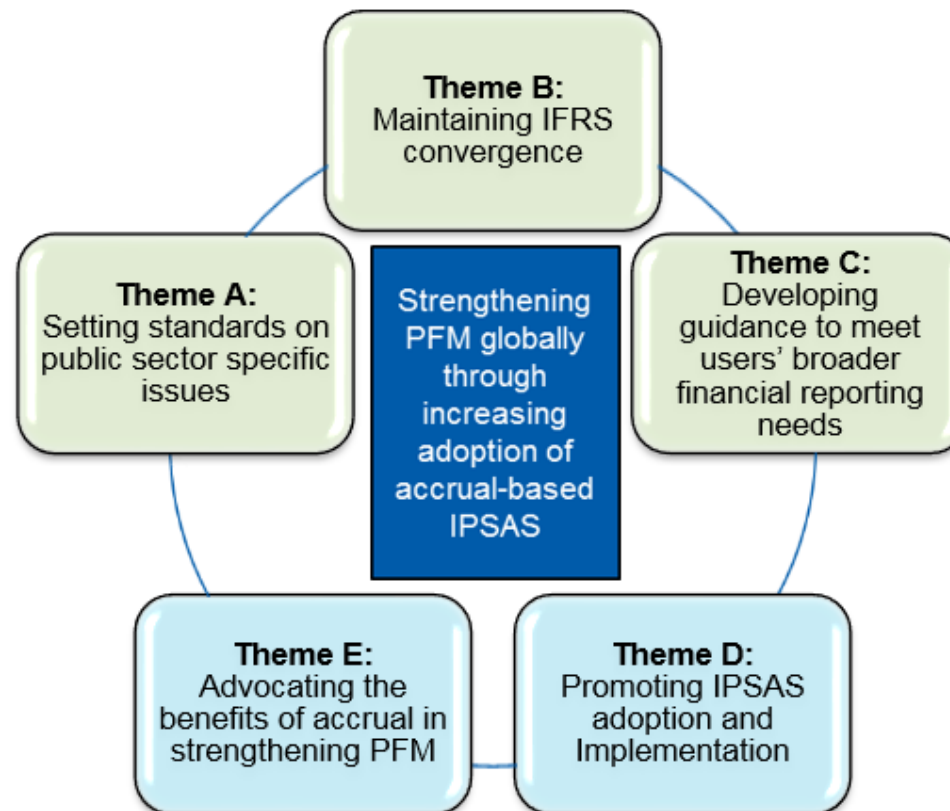 Theme B:
Maintaining IFRS
convergence
Theme A:
Setting standards on
public sector specific
issues
Strengthening
PFM globally
through
increasing
adoption of
accrual-based
IPSAS
Theme C:
Developing
guidance to meet
users’ broader
financial reporting
needs
Theme E:
Advocating the
benefits of accrual in
strengthening PFM
Theme D:
Promoting IPSAS
adoption and
Implementation